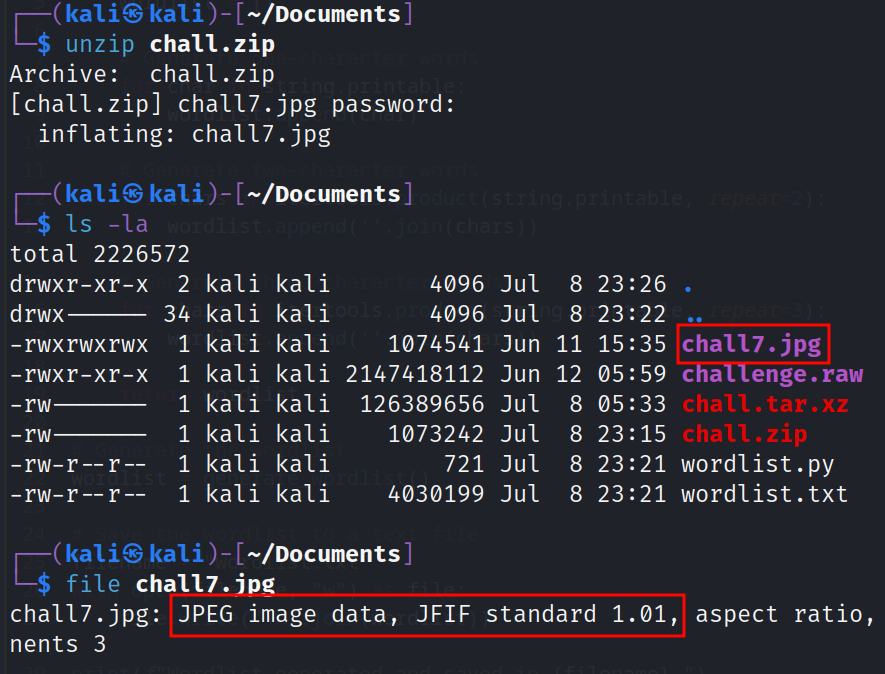 ┌──(kali㉿kali)-[~/Documents]
└─$ unzip chall.zip
Archive:  chall.zip
[chall.zip] chall7.jpg password:
  inflating: chall7.jpg
┌──(kali㉿kali)-[~/Documents]
└─$ ls -la
total 2226572
drwxr-xr-x  2 kali kali       4096 Jul  8 23:26 .
drwx------ 34 kali kali       4096 Jul  8 23:22 ..
-rwxrwxrwx  1 kali kali    1074541 Jun 11 15:35 chall7.jpg
-rwxr-xr-x  1 kali kali 2147418112 Jun 12 05:59 challenge.raw
-rw-------  1 kali kali  126389656 Jul  8 05:33 chall.tar.xz
-rw-------  1 kali kali    1073242 Jul  8 23:15 chall.zip
-rw-r--r--  1 kali kali        721 Jul  8 23:21 wordlist.py
-rw-r--r--  1 kali kali    4030199 Jul  8 23:21 wordlist.txt
┌──(kali㉿kali)-[~/Documents]
└─$ file chall7.jpg
chall7.jpg: JPEG image data, JFIF standard 1.01, aspect ratio,
nents 3